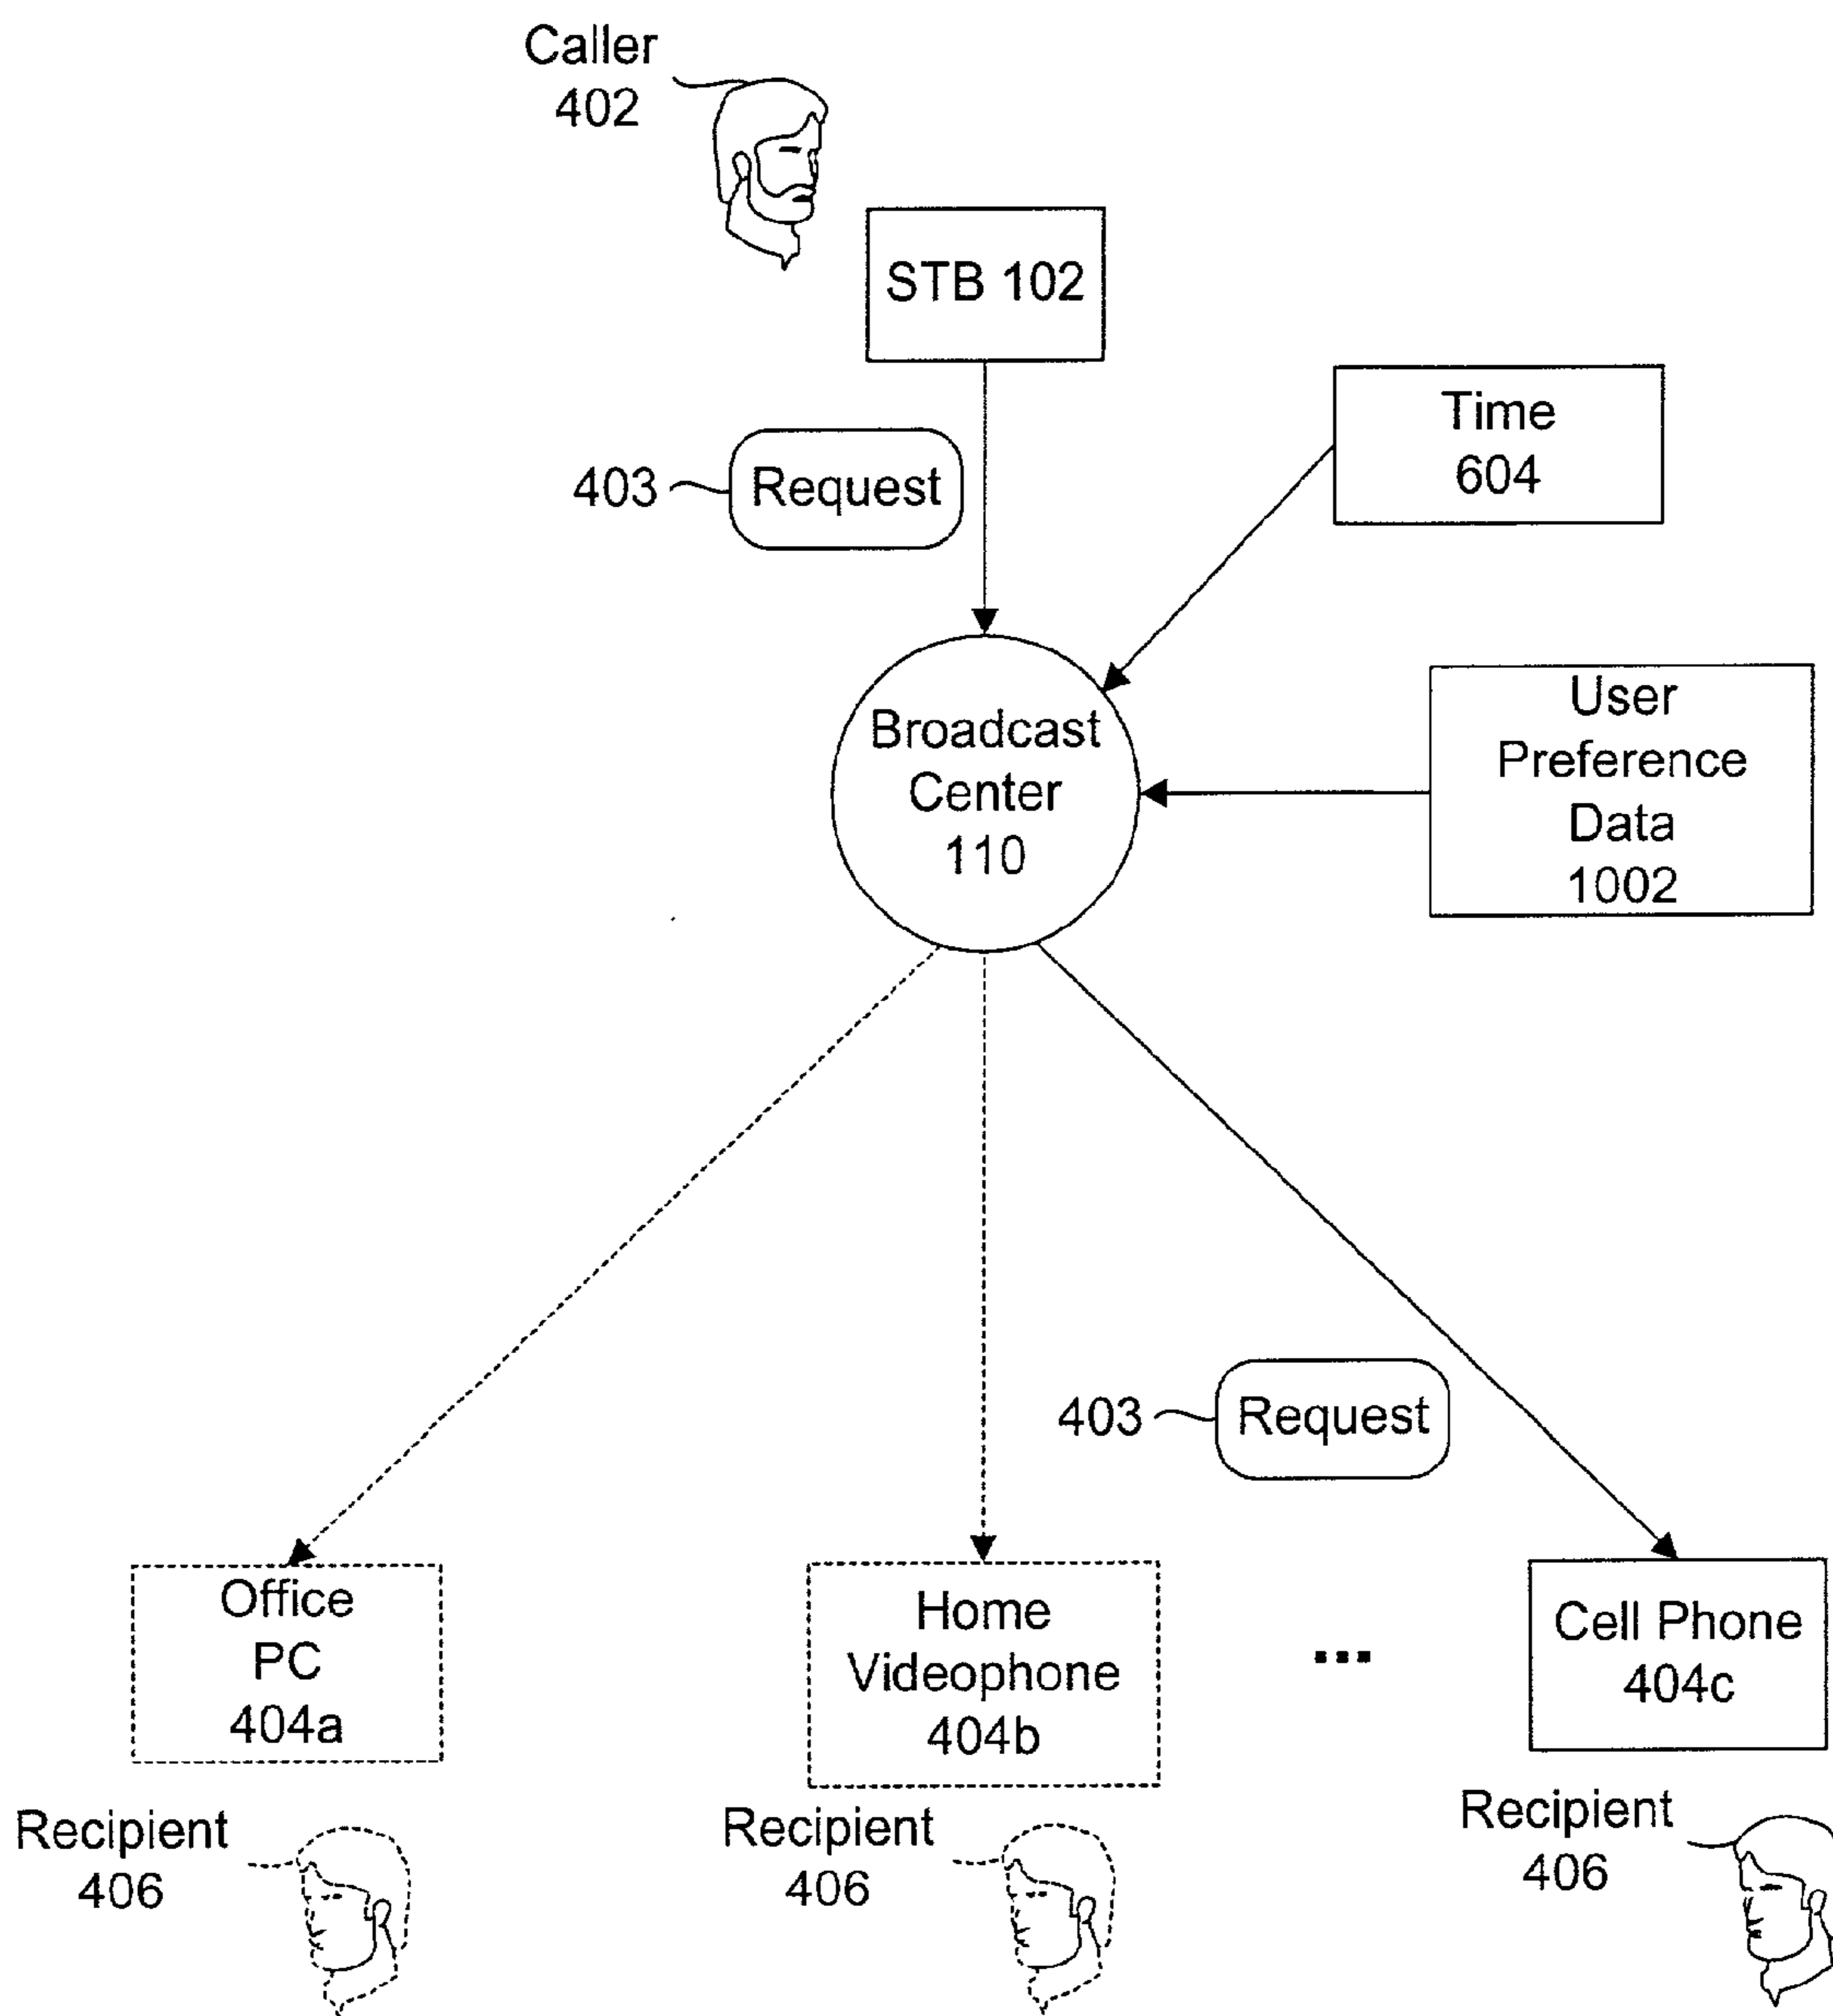 Caller
402
STB 102
Time
604
403
Request
User
Preference
Data
1002
Broadcast
Center
110
403
Request
Office
PC
404a
Home
Videophone
404b
...
Cell Phone
404c
Recipient
406
Recipient
406
Recipient
406